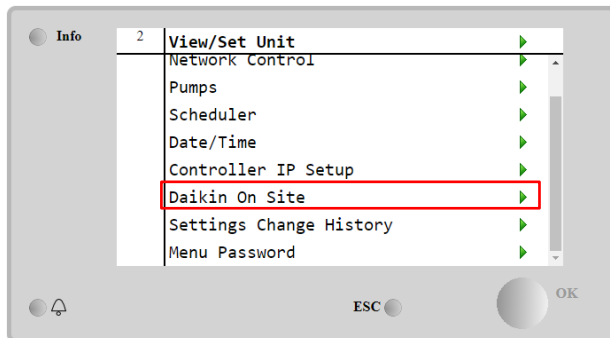 Info
2
View/Set Unit
Network Control
Pumps
Scheduler
Date/Time
Controller IP Setup
Daikin On Site
Settings Change History
Menu Password
ESC
OK